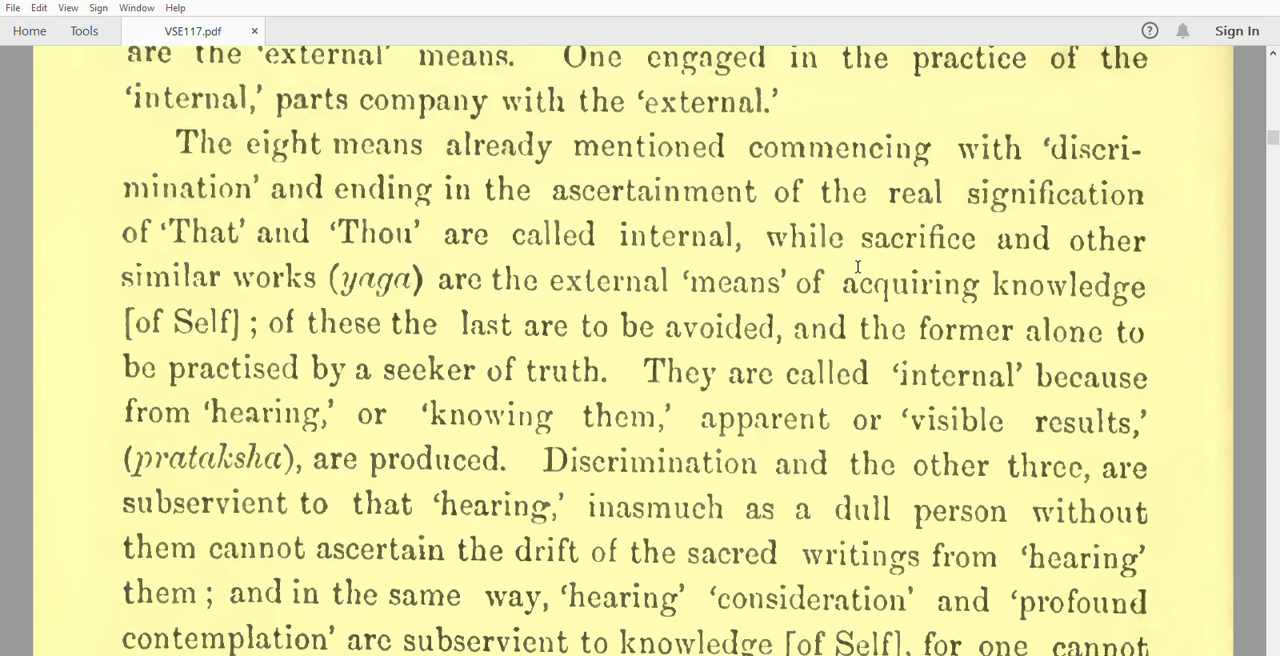 File Edit View Sign Window Help
Home Tools VSE117.pdf × ? Sign In
are the ‘external’ means. One engaged in the practice of the
‘internal,’ parts company with the ‘external.’
The eight means already mentioned commencing with ‘discri-
mination’ and ending in the ascertainment of the real signification
of ‘That’ and ‘Thou’ are called internal, while sacrifice and other
similar works (yaga) are the external ‘means’ of acquiring knowledge
[of Self] ; of these the last are to be avoided, and the former alone to
be practised by a seeker of truth. They are called ‘internal’ because
from ‘hearing,’ or ‘knowing them,’ apparent or ‘visible results,’
(prataksha), are produced. Discrimination and the other three, are
subservient to that ‘hearing,’ inasmuch as a dull person without
them cannot ascertain the drift of the sacred writings from ‘hearing’
them ; and in the same way, ‘hearing’ ‘consideration’ and ‘profound
contemplation’ are subservient to knowledge [of Self], for one cannot